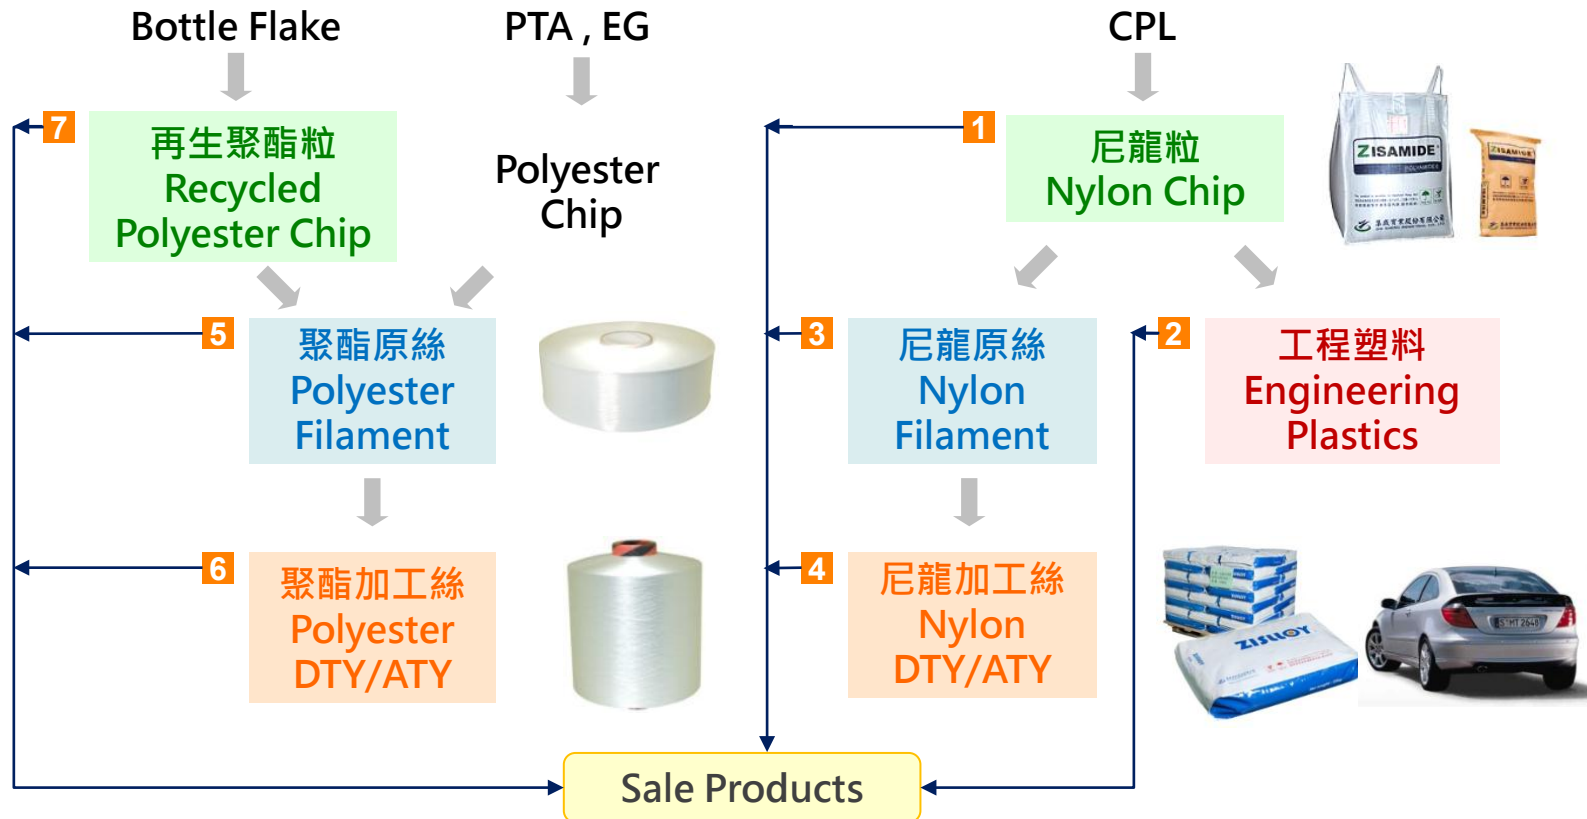 Bottle Flake
PTA , EG
CPL
7
再生聚酯粒
Recycled
Polyester Chip
Polyester
Chip
1
尼龍粒
Nylon Chip
ZISAMIDE
ZISAMIDE
5
聚酯原絲
Polyester
Filament
3
尼龍原絲
Nylon
Filament
2
工程塑料
Engineering
Plastics
6
聚酯加工絲
Polyester
DTY/ATY
4
尼龍加工絲
Nylon
DTY/ATY
ZISLLOY
S MT 2648
Sale Products